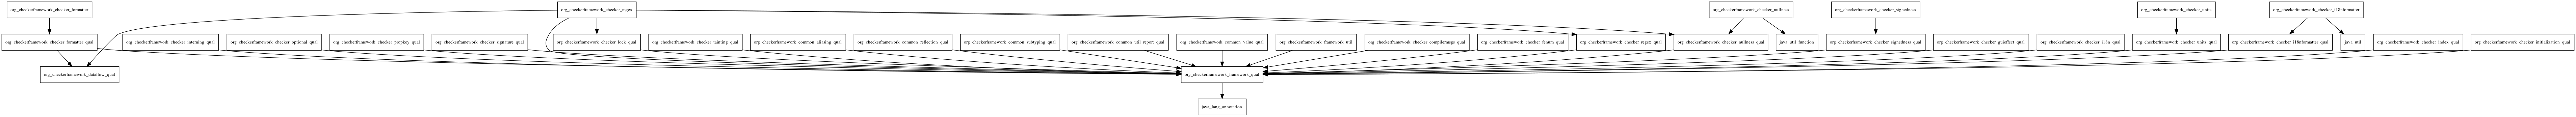 org_checkerframework_checker_formatter
org_checkerframework_checker_regex
org_checkerframework_checker_nullness
org_checkerframework_checker_signedness
org_checkerframework_checker_units
org_checkerframework_checker_i18nformatter
org_checkerframework_checker_formatter_qual
org_checkerframework_checker_interning_qual
org_checkerframework_checker_optional_qual
org_checkerframework_checker_propkey_qual
org_checkerframework_checker_signature_qual
org_checkerframework_checker_lock_qual
org_checkerframework_checker_tainting_qual
org_checkerframework_common_aliasing_qual
org_checkerframework_common_reflection_qual
org_checkerframework_common_subtyping_qual
org_checkerframework_common_util_report_qual
org_checkerframework_common_value_qual
org_checkerframework_framework_util
org_checkerframework_checker_compilermsgs_qual
org_checkerframework_checker_fenum_qual
org_checkerframework_checker_regex_qual
org_checkerframework_checker_nullness_qual
java_util_function
org_checkerframework_checker_signedness_qual
org_checkerframework_checker_guieffect_qual
org_checkerframework_checker_i18n_qual
org_checkerframework_checker_units_qual
org_checkerframework_checker_i18nformatter_qual
java_util
org_checkerframework_checker_index_qual
org_checkerframework_checker_initialization_qual
org_checkerframework_dataflow_qual
org_checkerframework_framework_qual
java_lang_annotation